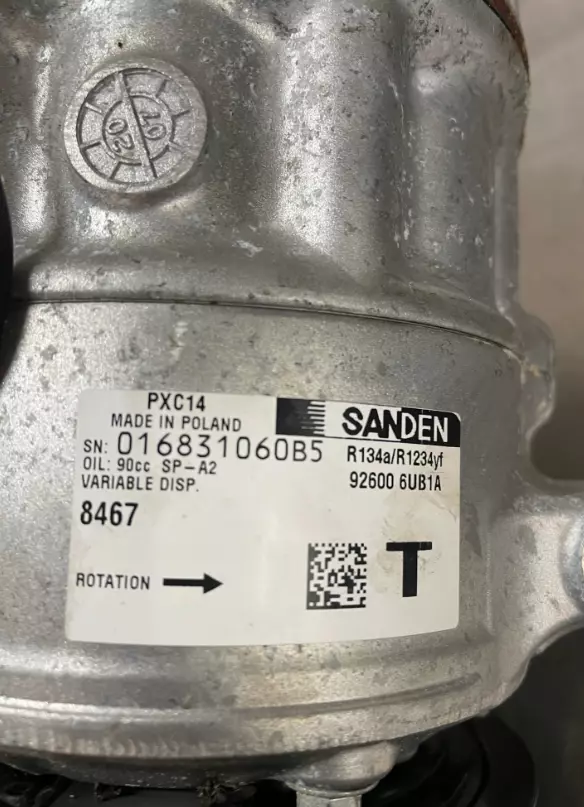 07
20
PXC14
MADE IN POLAND
SANDEN
SN: 016831060B5
R134a/R1234yf
OIL: 90cc SP-A2
92600 6UB1A
VARIABLE DISP.
8467
T
ROTATION